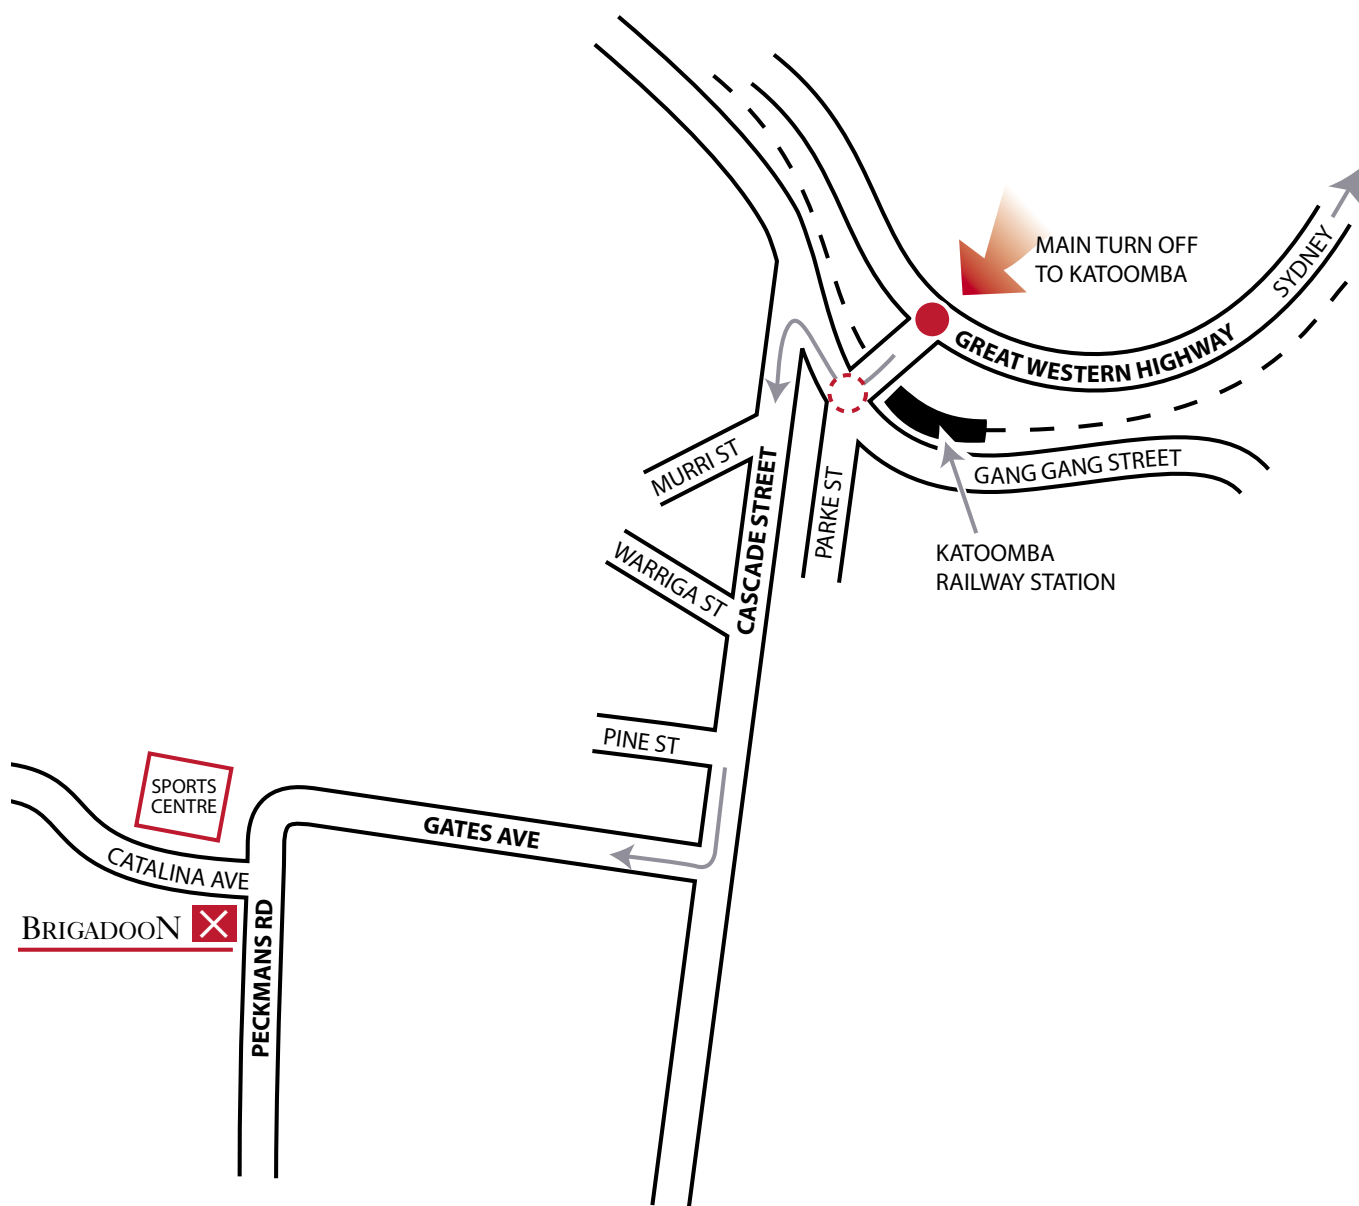 MAIN TURN OFF
TO KATOOMBA
SYDNEY
GREAT WESTERN HIGHWAY
MURRI ST
GANG GANG STREET
PARKE ST
CASCADE STREET
KATOOMBA
RAILWAY STATION
WARRIGA ST
PINE ST
SPORTS
CENTRE
GATES AVE
CATALINA AVE
BRIGADOON
PECKMANS RD